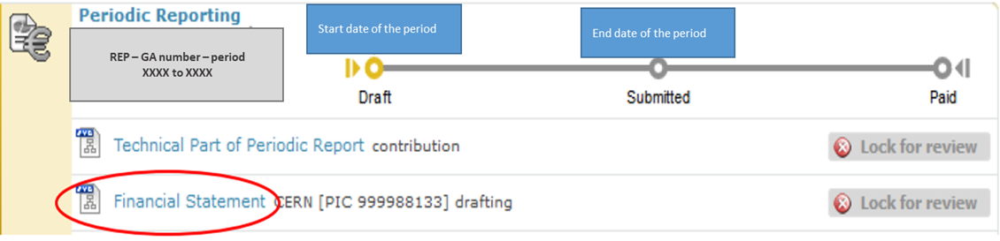 Periodic Reporting
REP – GA number – period
XXXX to XXXX
Start date of the period
End date of the period
Draft
Submitted
Paid
Technical Part of Periodic Report contribution
Lock for review
Financial Statement CERN [PIC 999988133] drafting
Lock for review